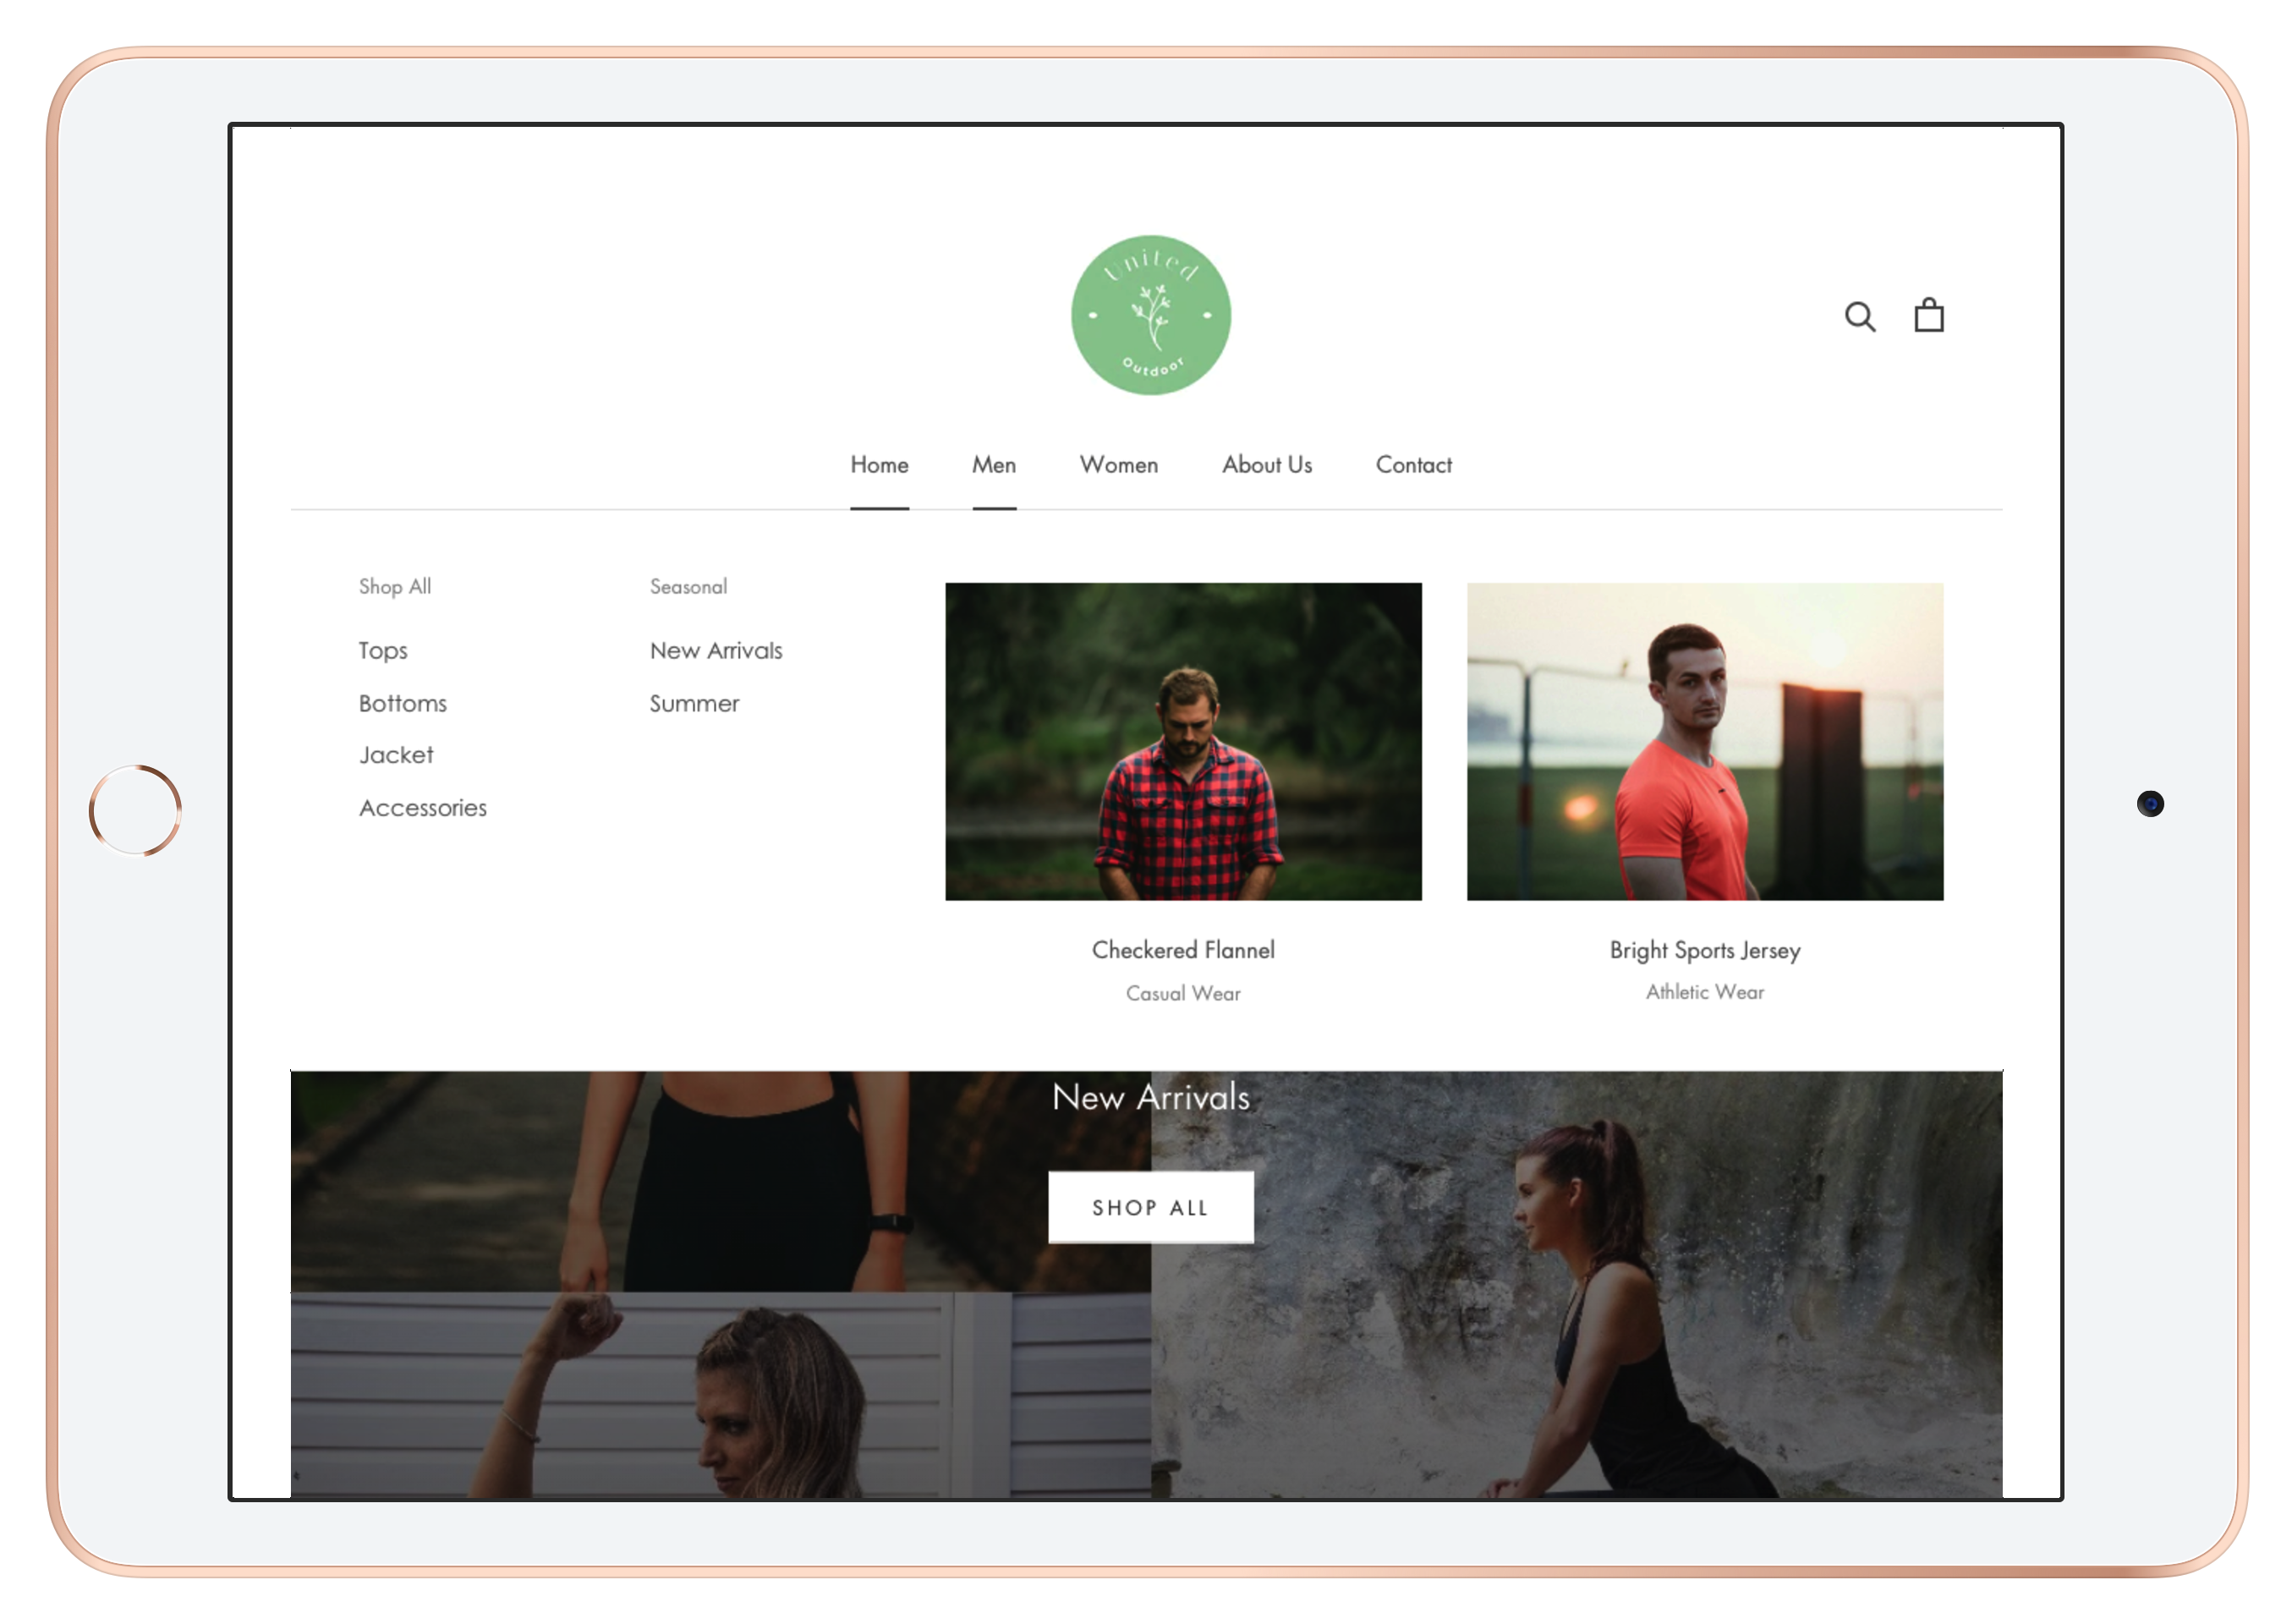 United
Outdoor
Home Men Women About Us Contact
Shop All
Tops
Bottoms
Jacket
Accessories
Seasonal
New Arrivals
Summer
Checkered Flannel
Casual Wear
Bright Sports Jersey
Athletic Wear
New Arrivals
SHOP ALL